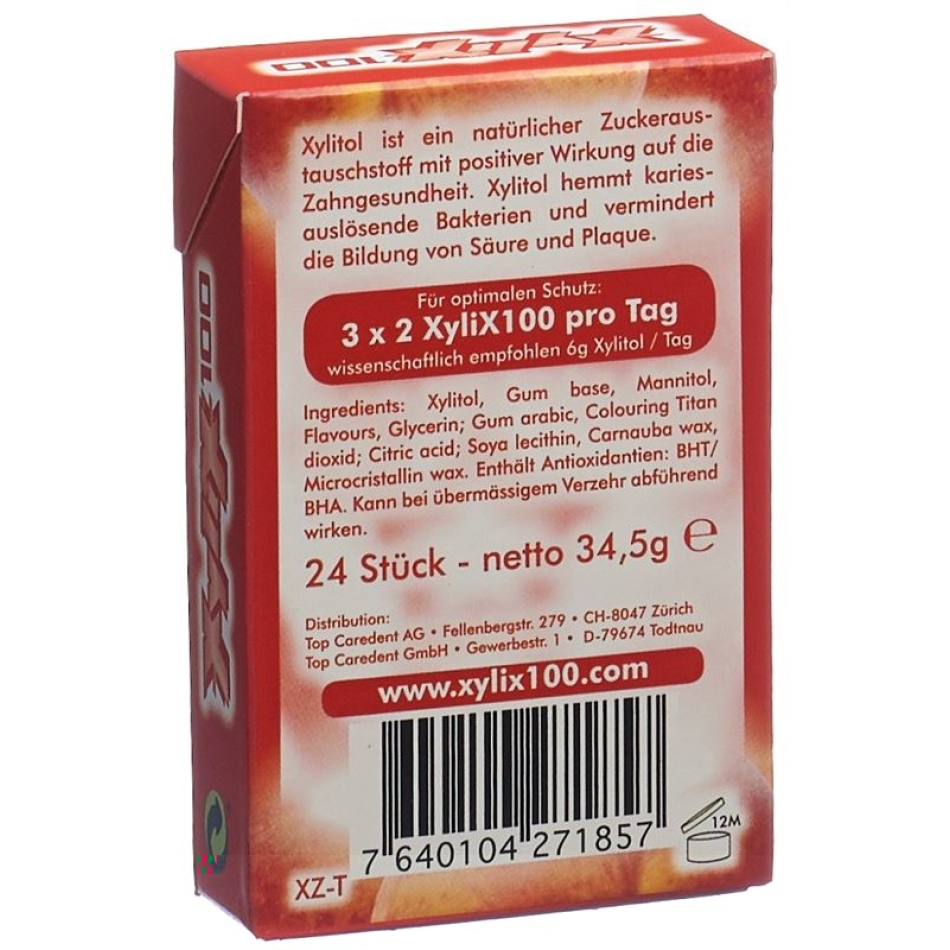 XyliX100
Xylitol ist ein natürlicher Zuckeraus-
tauschstoff mit positiver Wirkung auf die
Zahngesundheit. Xylitol hemmt karies-
auslösende Bakterien und vermindert
die Bildung von Säure und Plaque.
Für optimalen Schutz:
3 x 2 XyliX100 pro Tag
wissenschaftlich empfohlen 6g Xylitol / Tag
Ingredients: Xylitol, Gum base, Mannitol,
Flavours, Glycerin; Gum arabic, Colouring Titan
dioxid; Citric acid; Soya lecithin, Carnauba wax,
Microcristallin wax. Enthält Antioxidantien: BHT/
BHA. Kann bei übermässigem Verzehr abführend
wirken.
24 Stück - netto 34,5g ℮
Distribution:
Top Caredent AG • Fellenbergstr. 279 • CH-8047 Zürich
Top Caredent GmbH • Gewerbestr. 1 • D-79674 Todtnau
www.xylix100.com
7 640104 271857
12M
XZ-T
XyliX100